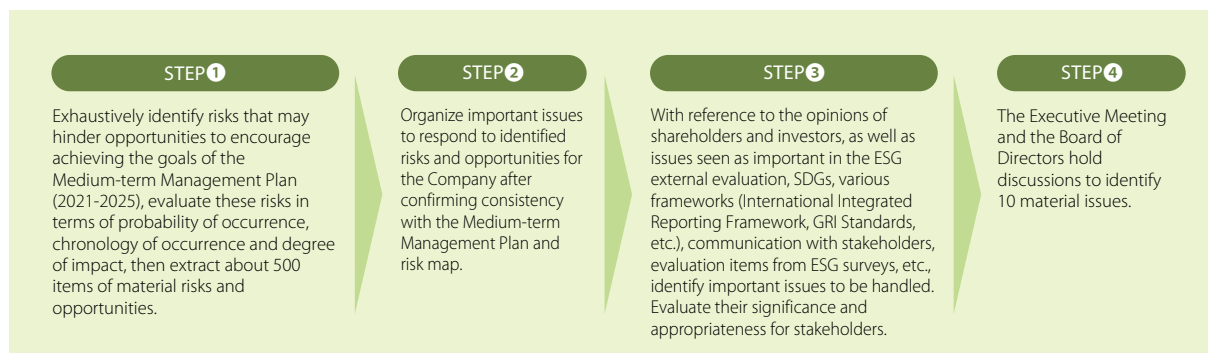 STEP❶
Exhaustively identify risks that may
hinder opportunities to encourage
achieving the goals of the
Medium-term Management Plan
(2021-2025), evaluate these risks in
terms of probability of occurrence,
chronology of occurrence and degree
of impact, then extract about 500
items of material risks and
opportunities.
STEP❷
Organize important issues
to respond to identified
risks and opportunities for
the Company after
confirming consistency
with the Medium-term
Management Plan and
risk map.
STEP❸
With reference to the opinions of
shareholders and investors, as well as
issues seen as important in the ESG
external evaluation, SDGs, various
frameworks (International Integrated
Reporting Framework, GRI Standards,
etc.), communication with stakeholders,
evaluation items from ESG surveys, etc.,
identify important issues to be handled.
Evaluate their significance and
appropriateness for stakeholders.
STEP❹
The Executive Meeting
and the Board of
Directors hold
discussions to identify
10 material issues.